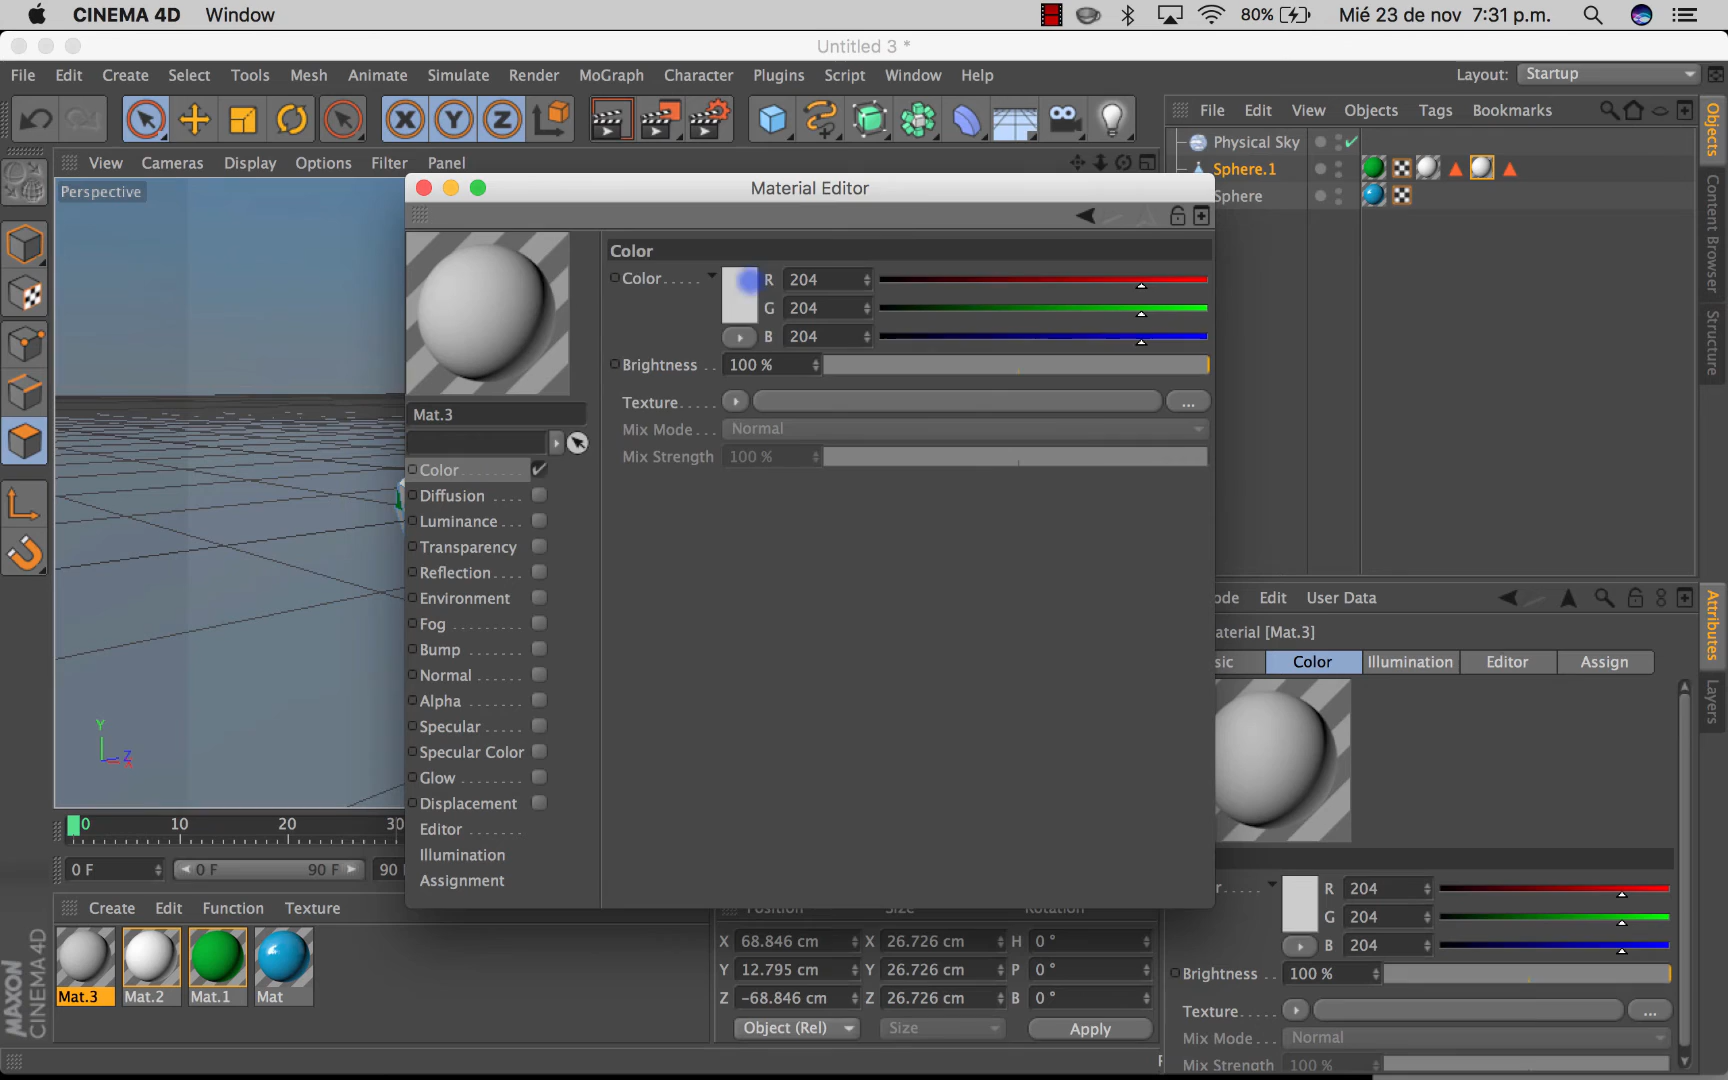 CINEMA 4D Window 80% Mié 23 de nov 7:31 p.m.
Untitled 3 *
File Edit Create Select Tools Mesh Animate Simulate Render MoGraph Character Plugins Script Window Help Layout: Startup
X Y Z
File Edit View Objects Tags Bookmarks
Physical Sky
Sphere.1
Sphere
Objects
Content Browser
Structure
View Cameras Display Options Filter Panel
Perspective
Y
Z
Material Editor
Color
Color R 204
G 204
B 204
Brightness 100 %
Texture ...
Mix Mode Normal
Mix Strength 100 %
Mat.3
Color
Diffusion
Luminance
Transparency
Reflection
Environment
Fog
Bump
Normal
Alpha
Specular
Specular Color
Glow
Displacement
Editor
Illumination
Assignment
ode Edit User Data
aterial [Mat.3]
sic Color Illumination Editor Assign
Attributes
Layers
r R 204
G 204
B 204
Brightness 100 %
Texture ...
Mix Mode Normal
Mix Strength 100 %
0 10 20 30
0 F 0 F 90 F 90
Create Edit Function Texture
Mat.3 Mat.2 Mat.1 Mat
MAXON
CINEMA 4D
Position Size Rotation
X 68.846 cm X 26.726 cm H 0 °
Y 12.795 cm Y 26.726 cm P 0 °
Z -68.846 cm Z 26.726 cm B 0 °
Object (Rel) Size Apply